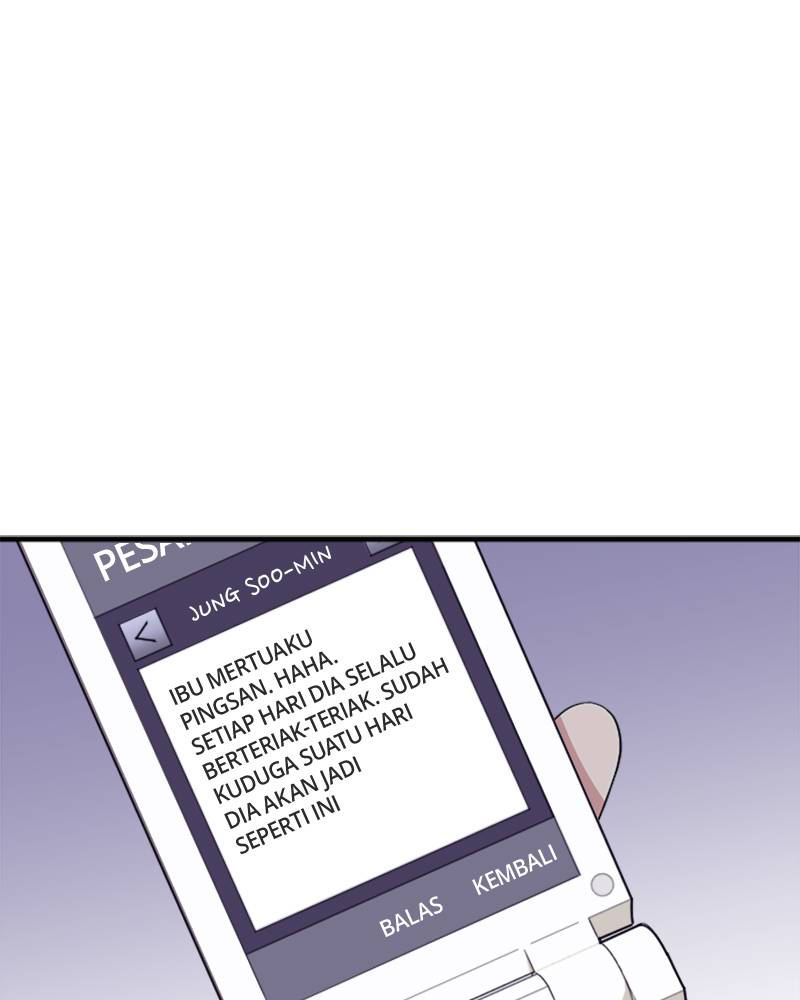 JUNG SOO-MIN
<
IBU MERTUAKU
PINGSAN. HAHA.
SETIAP HARI DIA SELALU
BERTERIAK-TERIAK. SUDAH
KUDUGA SUATU HARI
DIA AKAN JADI
SEPERTI INI
BALAS KEMBALI